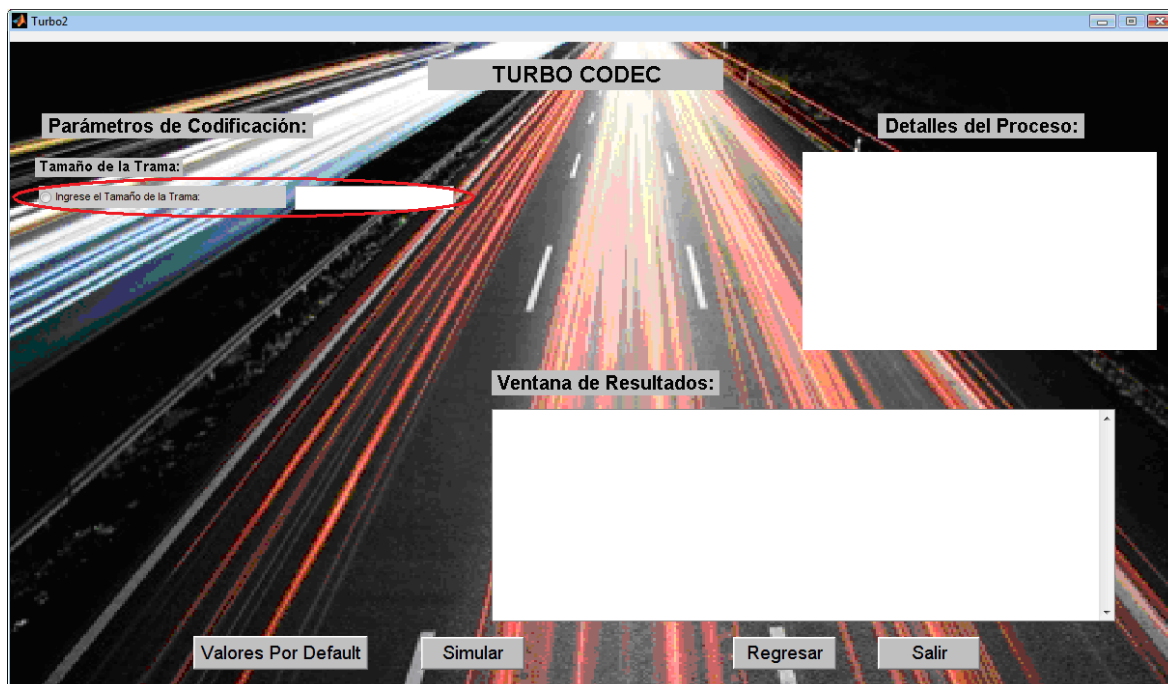 Turbo2
TURBO CODEC
Parámetros de Codificación:
Detalles del Proceso:
Tamaño de la Trama:
Ingrese el Tamaño de la Trama:
Ventana de Resultados:
Valores Por Default
Simular
Regresar
Salir